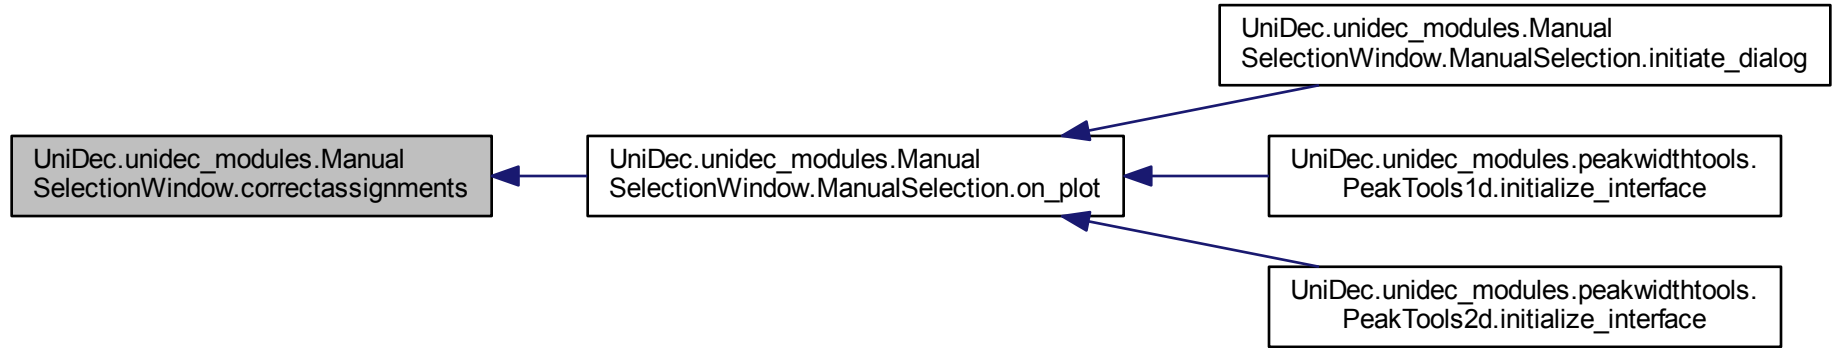 UniDec.unidec_modules.Manual
SelectionWindow.ManualSelection.initiate_dialog
UniDec.unidec_modules.Manual
SelectionWindow.correctassignments
UniDec.unidec_modules.Manual
SelectionWindow.ManualSelection.on_plot
UniDec.unidec_modules.peakwidthtools.
PeakTools1d.initialize_interface
UniDec.unidec_modules.peakwidthtools.
PeakTools2d.initialize_interface